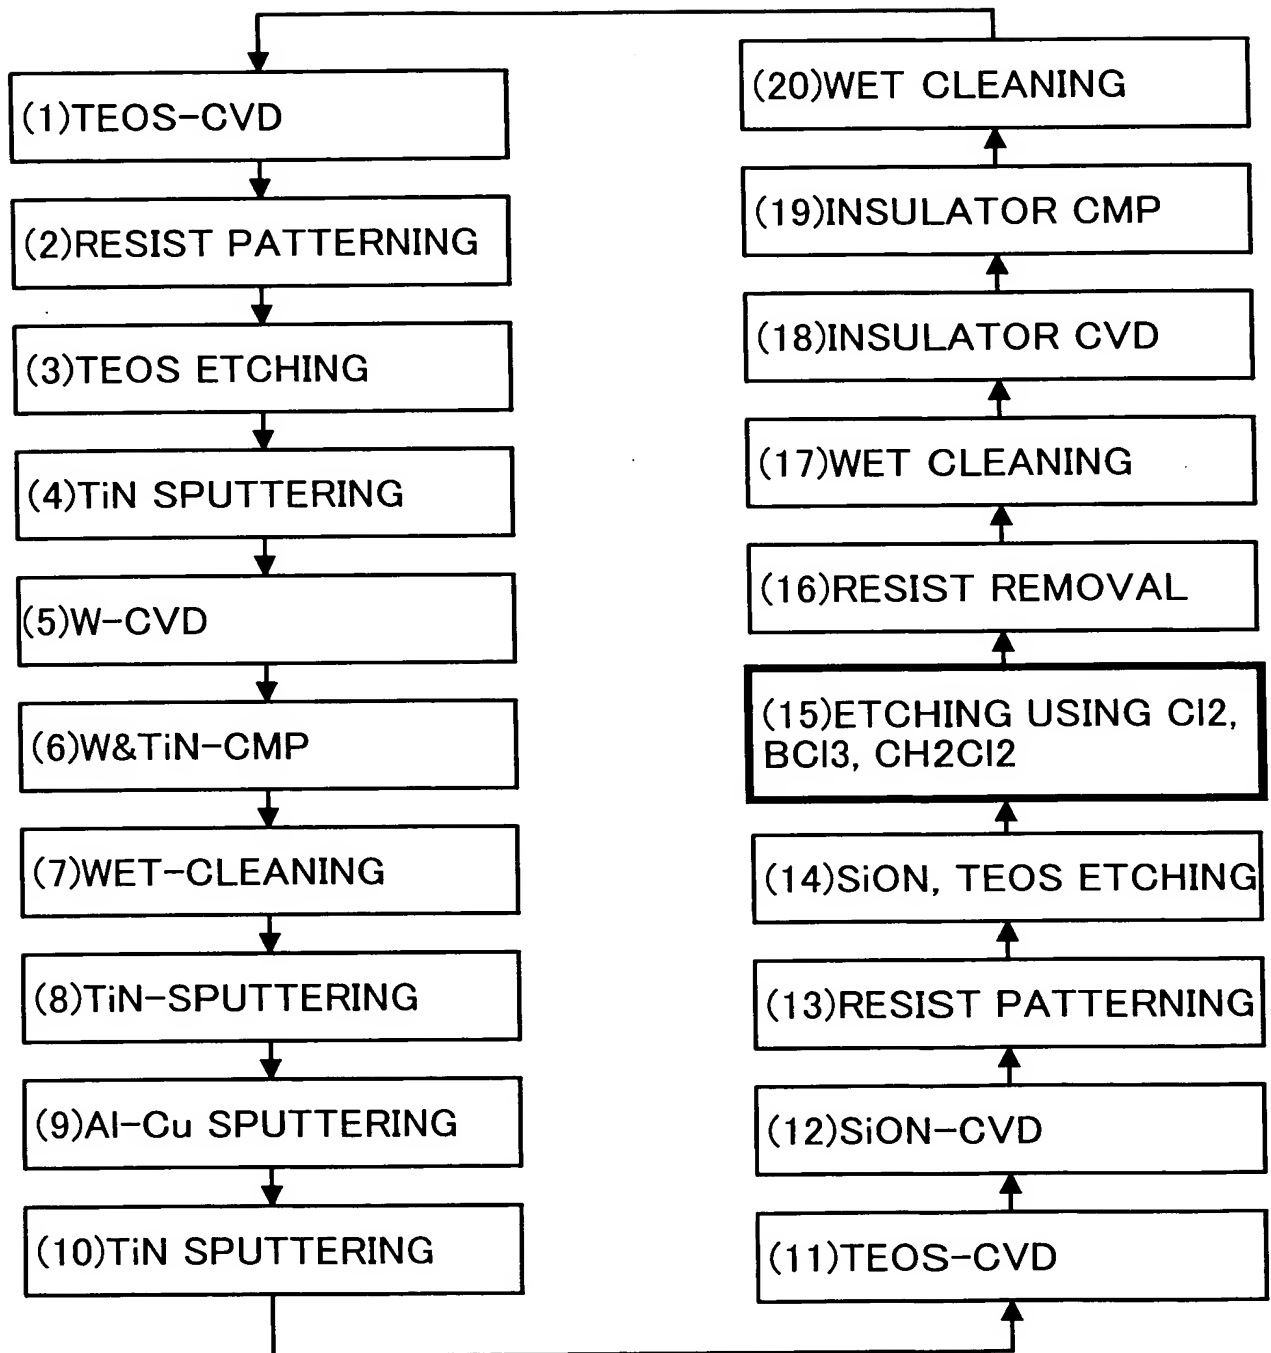 (1)TEOS-CVD
(2)RESIST PATTERNING
(3)TEOS ETCHING
(4)TiN SPUTTERING
(5)W-CVD
(6)W&TiN-CMP
(7)WET-CLEANING
(8)TiN-SPUTTERING
(9)Al-Cu SPUTTERING
(10)TiN SPUTTERING
(11)TEOS-CVD
(12)SiON-CVD
(13)RESIST PATTERNING
(14)SiON, TEOS ETCHING
(15)ETCHING USING Cl2,
BCl3, CH2Cl2
(16)RESIST REMOVAL
(17)WET CLEANING
(18)INSULATOR CVD
(19)INSULATOR CMP
(20)WET CLEANING